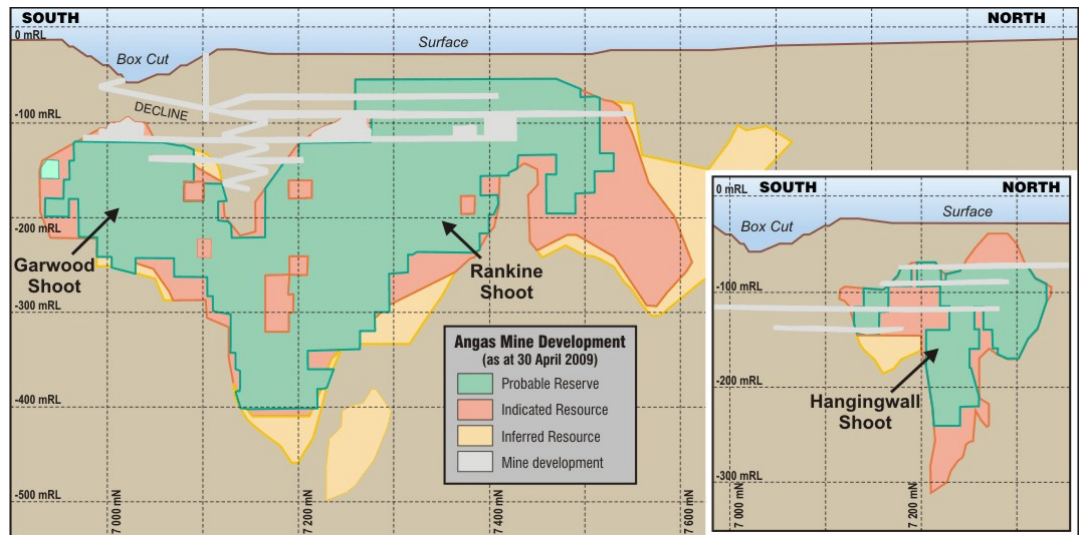 SOUTH
NORTH
0 mRL
Surface
Box Cut
DECLINE
-100 mRL
-200 mRL
Garwood
Shoot
Rankine
Shoot
-300 mRL
-400 mRL
-500 mRL
7 000 mN
7 200 mN
7 400 mN
7 600 mN
Angas Mine Development
(as at 30 April 2009)
Probable Reserve
Indicated Resource
Inferred Resource
Mine development
0 mRL
SOUTH
NORTH
Surface
Box Cut
-100 mRL
-200 mRL
Hangingwall
Shoot
-300 mRL
7 000 mN
7 200 mN